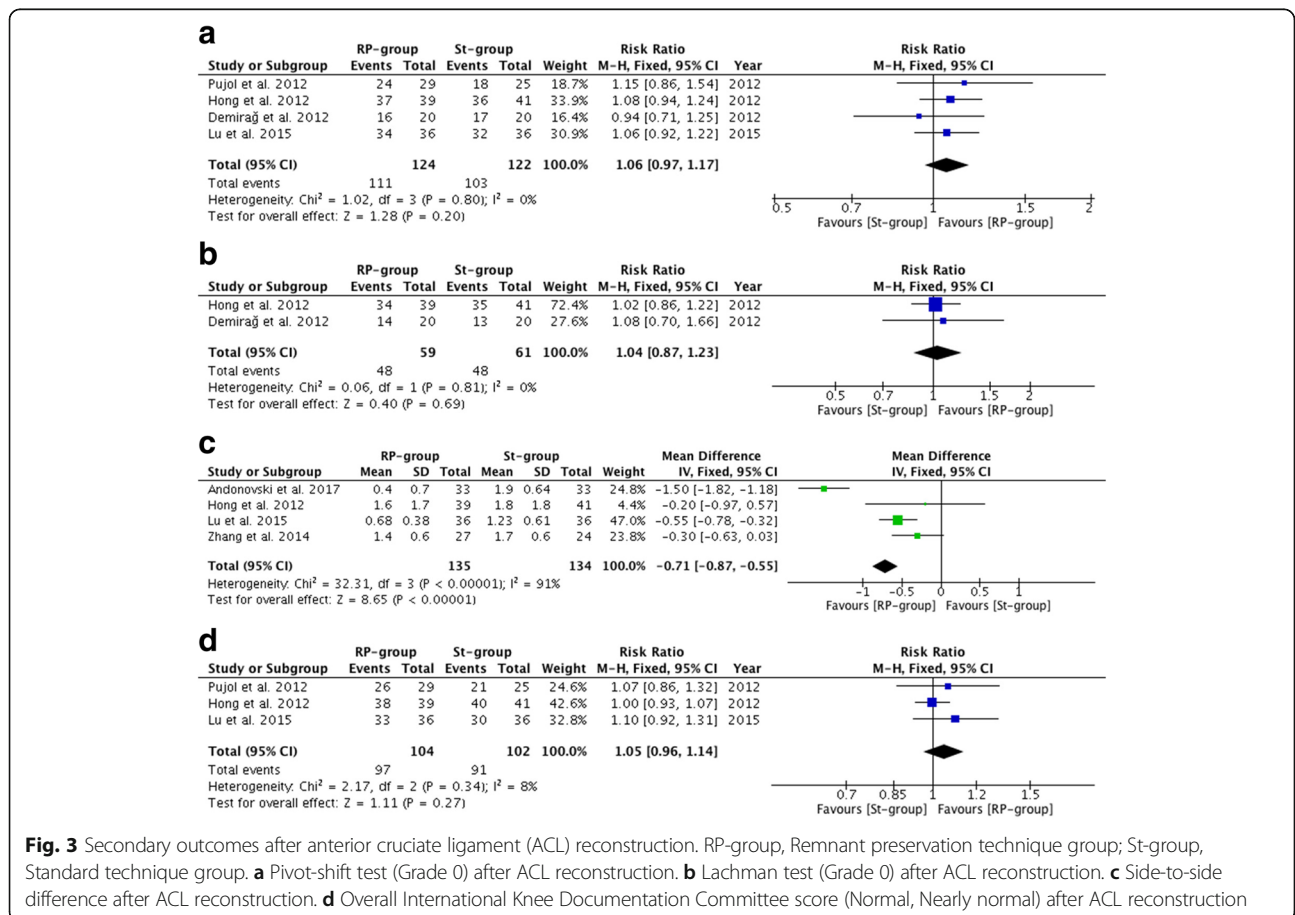 a
RP-group St-group Risk Ratio Risk Ratio
Study or Subgroup Events Total Events Total Weight M-H, Fixed, 95% CI Year M-H, Fixed, 95% CI
Pujol et al. 2012 24 29 18 25 18.7% 1.15 [0.86, 1.54] 2012
Hong et al. 2012 37 39 36 41 33.9% 1.08 [0.94, 1.24] 2012
Demirağ et al. 2012 16 20 17 20 16.4% 0.94 [0.71, 1.25] 2012
Lu et al. 2015 34 36 32 36 30.9% 1.06 [0.92, 1.22] 2015
Total (95% CI) 124 122 100.0% 1.06 [0.97, 1.17]
Total events 111 103
Heterogeneity: Chi² = 1.02, df = 3 (P = 0.80); I² = 0%
Test for overall effect: Z = 1.28 (P = 0.20)
0.5 0.7 1 1.5 2
Favours [St-group] Favours [RP-group]
b
RP-group St-group Risk Ratio Risk Ratio
Study or Subgroup Events Total Events Total Weight M-H, Fixed, 95% CI Year M-H, Fixed, 95% CI
Hong et al. 2012 34 39 35 41 72.4% 1.02 [0.86, 1.22] 2012
Demirağ et al. 2012 14 20 13 20 27.6% 1.08 [0.70, 1.66] 2012
Total (95% CI) 59 61 100.0% 1.04 [0.87, 1.23]
Total events 48 48
Heterogeneity: Chi² = 0.06, df = 1 (P = 0.81); I² = 0%
Test for overall effect: Z = 0.40 (P = 0.69)
0.5 0.7 1 1.5 2
Favours [St-group] Favours [RP-group]
c
RP-group St-group Mean Difference Mean Difference
Study or Subgroup Mean SD Total Mean SD Total Weight IV, Fixed, 95% CI IV, Fixed, 95% CI
Andonovski et al. 2017 0.4 0.7 33 1.9 0.64 33 24.8% -1.50 [-1.82, -1.18]
Hong et al. 2012 1.6 1.7 39 1.8 1.8 41 4.4% -0.20 [-0.97, 0.57]
Lu et al. 2015 0.68 0.38 36 1.23 0.61 36 47.0% -0.55 [-0.78, -0.32]
Zhang et al. 2014 1.4 0.6 27 1.7 0.6 24 23.8% -0.30 [-0.63, 0.03]
Total (95% CI) 135 134 100.0% -0.71 [-0.87, -0.55]
Heterogeneity: Chi² = 32.31, df = 3 (P < 0.00001); I² = 91%
Test for overall effect: Z = 8.65 (P < 0.00001)
-1 -0.5 0 0.5 1
Favours [RP-group] Favours [St-group]
d
RP-group St-group Risk Ratio Risk Ratio
Study or Subgroup Events Total Events Total Weight M-H, Fixed, 95% CI Year M-H, Fixed, 95% CI
Pujol et al. 2012 26 29 21 25 24.6% 1.07 [0.86, 1.32] 2012
Hong et al. 2012 38 39 40 41 42.6% 1.00 [0.93, 1.07] 2012
Lu et al. 2015 33 36 30 36 32.8% 1.10 [0.92, 1.31] 2015
Total (95% CI) 104 102 100.0% 1.05 [0.96, 1.14]
Total events 97 91
Heterogeneity: Chi² = 2.17, df = 2 (P = 0.34); I² = 8%
Test for overall effect: Z = 1.11 (P = 0.27)
0.7 0.85 1 1.2 1.5
Favours [St-group] Favours [RP-group]
Fig. 3 Secondary outcomes after anterior cruciate ligament (ACL) reconstruction. RP-group, Remnant preservation technique group; St-group,
Standard technique group. a Pivot-shift test (Grade 0) after ACL reconstruction. b Lachman test (Grade 0) after ACL reconstruction. c Side-to-side
difference after ACL reconstruction. d Overall International Knee Documentation Committee score (Normal, Nearly normal) after ACL reconstruction